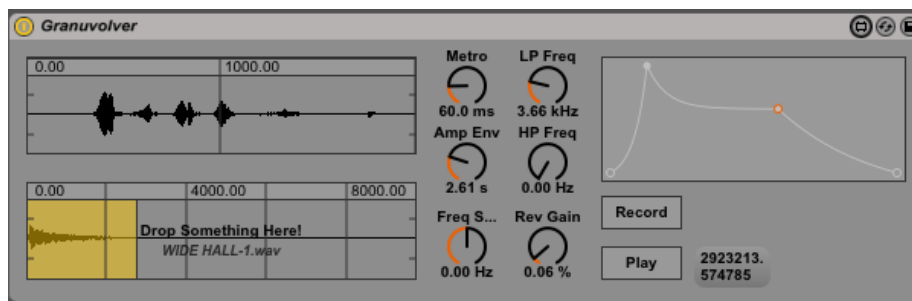 Granuvolver
0.00 1000.00
Metro LP Freq
60.0 ms 3.66 kHz
Amp Env HP Freq
2.61 s 0.00 Hz
0.00 4000.00 8000.00
Drop Something Here!
WIDE HALL-1.wav
Freq S... Rev Gain
0.00 Hz 0.06 %
Record
Play
2923213.
574785